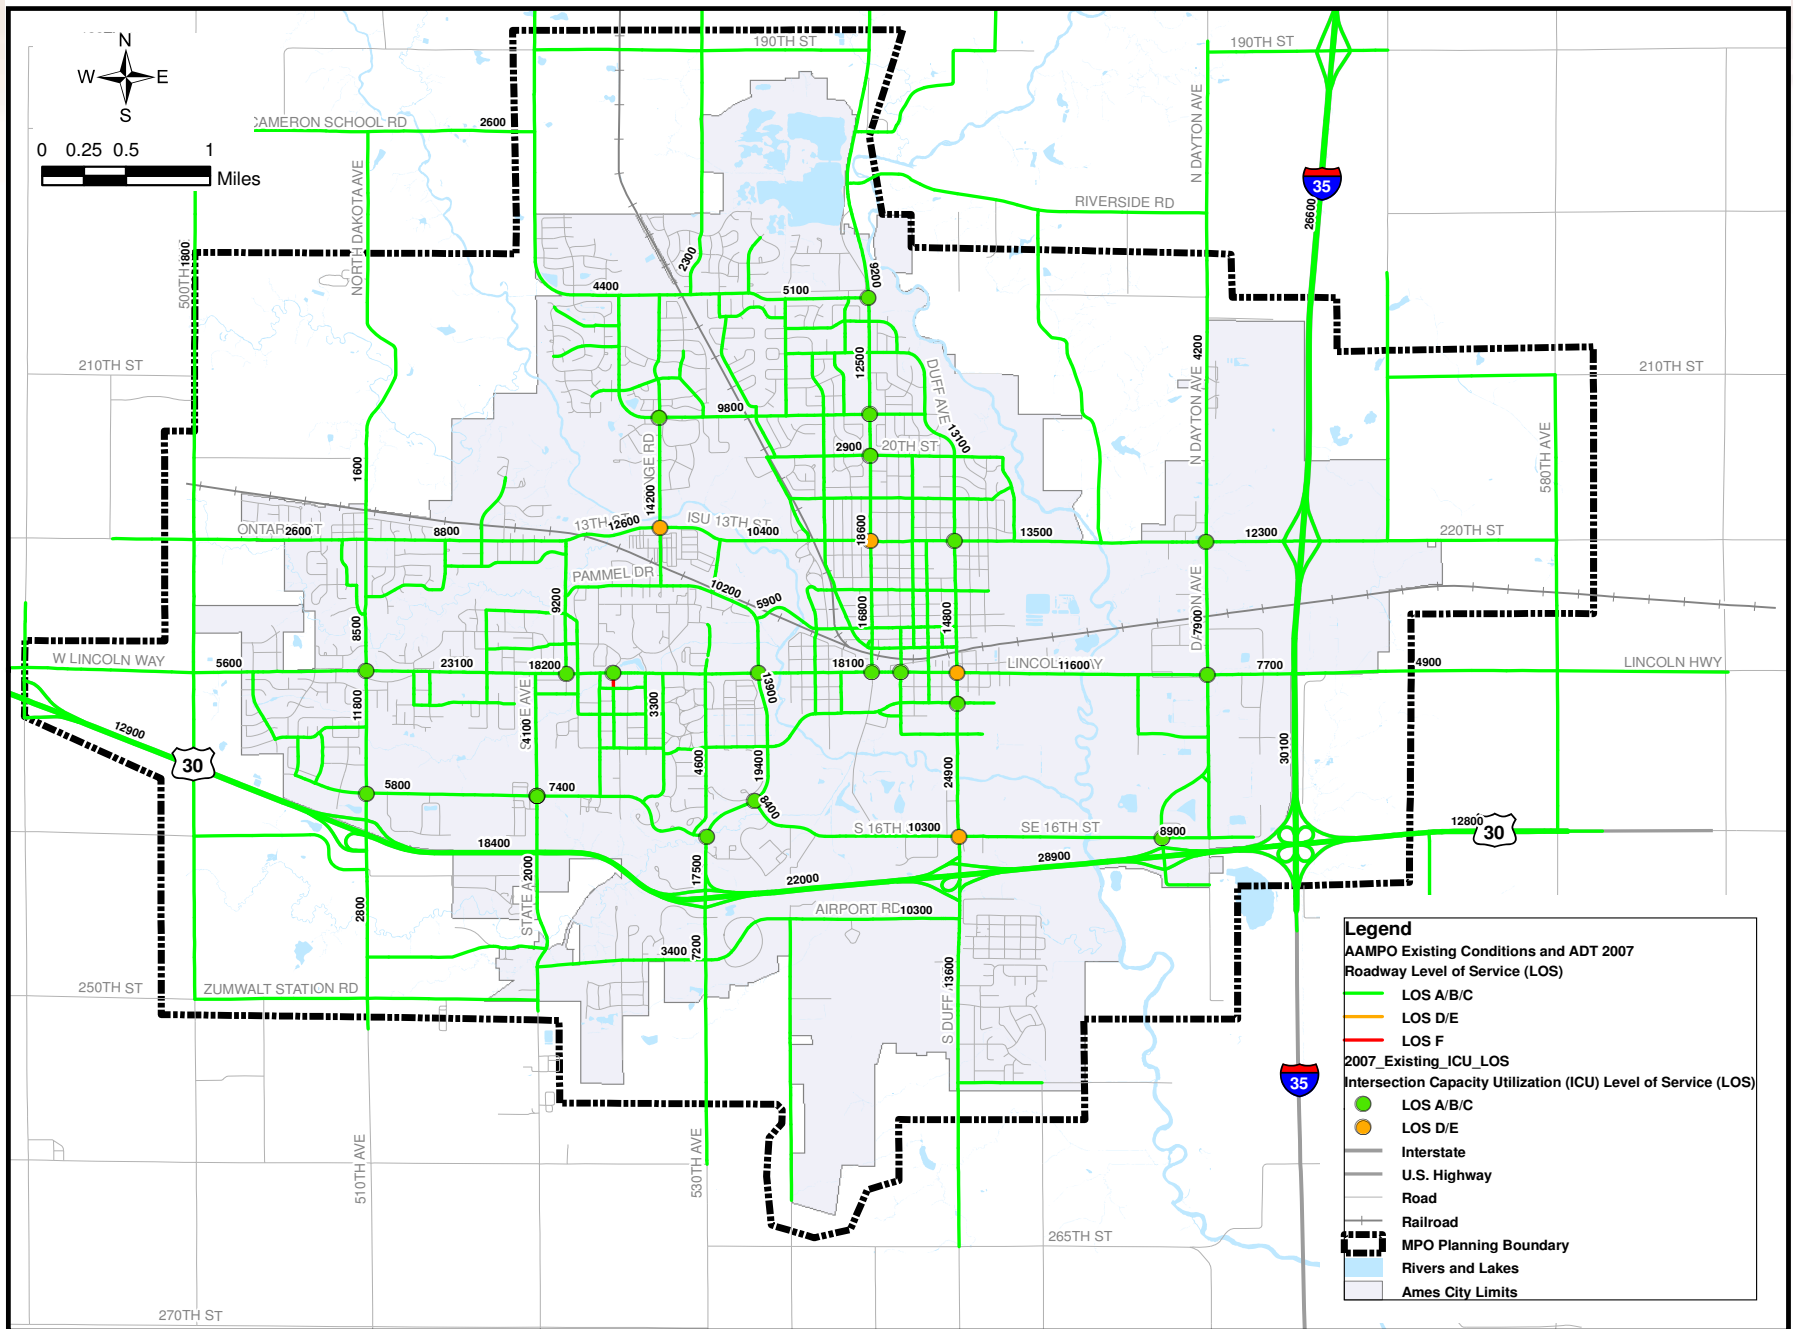 190TH ST
190TH ST
N
W
E
S
CAMERON SCHOOL RD
2600
0 0.25 0.5 1
Miles
N DAYTON AVE
NORTH DAKOTA AVE
35
26600
RIVERSIDE RD
500TH
1800
2300
9200
4400
5100
12500
4200
210TH ST
210TH ST
DUFF AVE
9800
13100
N DAYTON AVE
2900
20TH ST
580TH AVE
1600
NGE RD
14200
ONTAR
ST
2600
8800
13TH ST
12600
ISU 13TH ST
10400
18600
13500
12300
220TH ST
PAMMEL DR
10200
5900
9200
16800
14800
7900
8500
W LINCOLN WAY
5600
23100
18200
18100
LINCOL
11600
7700
4900
LINCOLN HWY
13900
11800
E AVE
4100
3300
12900
30
4600
19400
24900
30100
5800
7400
8400
S 16TH
10300
SE 16TH ST
8900
12800
30
18400
2000
17500
22000
28900
STATE A
2800
AIRPORT RD
10300
3400
7200
13600
S DUFF
250TH ST
ZUMWALT STATION RD
35
510TH AVE
530TH AVE
265TH ST
270TH ST
Legend
AAMPO Existing Conditions and ADT 2007
Roadway Level of Service (LOS)
LOS A/B/C
LOS D/E
LOS F
2007_Existing_ICU_LOS
Intersection Capacity Utilization (ICU) Level of Service (LOS)
LOS A/B/C
LOS D/E
Interstate
U.S. Highway
Road
Railroad
MPO Planning Boundary
Rivers and Lakes
Ames City Limits